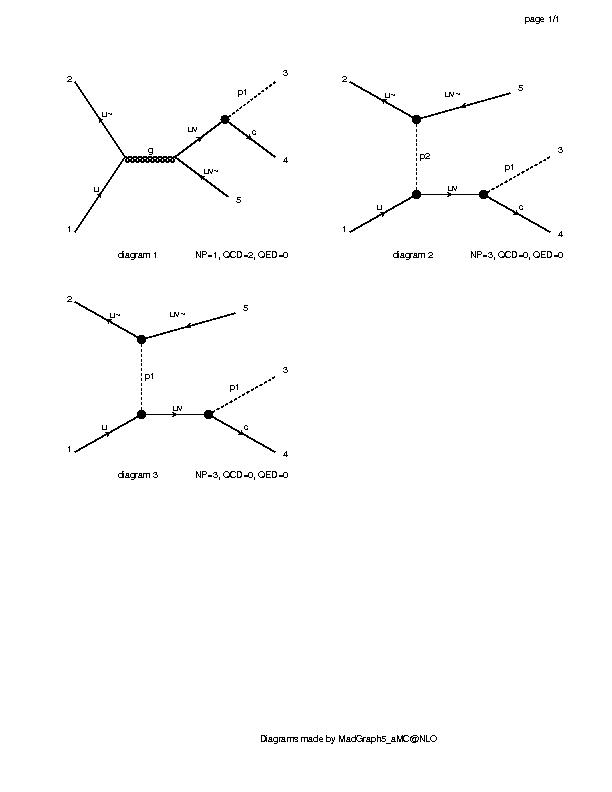 page 1/1
2
u~
g
u
1
uv
p1
3
c
4
uv~
5
diagram 1 NP=1, QCD=2, QED=0
2
u~
uv~
5
p2
u
1
uv
p1
3
c
4
diagram 2 NP=3, QCD=0, QED=0
2
u~
uv~
5
p1
u
1
uv
p1
3
c
4
diagram 3 NP=3, QCD=0, QED=0
Diagrams made by MadGraph5_aMC@NLO